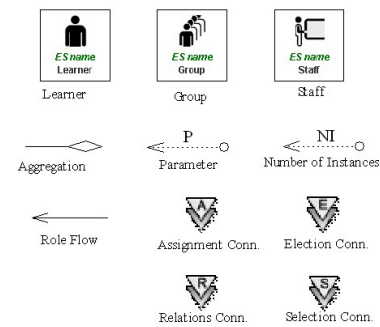 ES name
Learner
ES name
Group
ES name
Staff
Learner
Group
Staff
P
NI
Aggregation
Parameter
Number of Instances
A
E
Role Flow
Assignment Conn.
Election Conn.
R
S
Relations Conn.
Selection Conn.